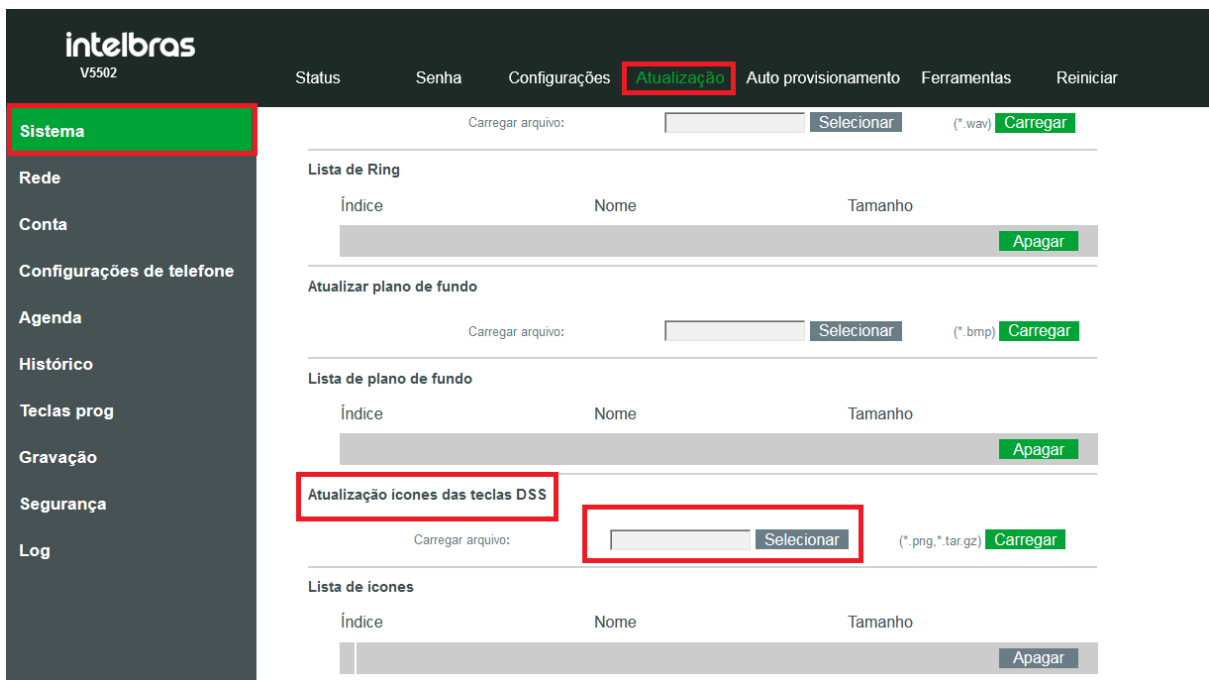 intelbras
V5502
Status Senha Configurações Atualização Auto provisionamento Ferramentas Reiniciar
Sistema
Rede
Conta
Configurações de telefone
Agenda
Histórico
Teclas prog
Gravação
Segurança
Log
Carregar arquivo: Selecionar (*.wav) Carregar
Lista de Ring
Índice Nome Tamanho
Apagar
Atualizar plano de fundo
Carregar arquivo: Selecionar (*.bmp) Carregar
Lista de plano de fundo
Índice Nome Tamanho
Apagar
Atualização ícones das teclas DSS
Carregar arquivo: Selecionar (*.png,*.tar.gz) Carregar
Lista de ícones
Índice Nome Tamanho
Apagar